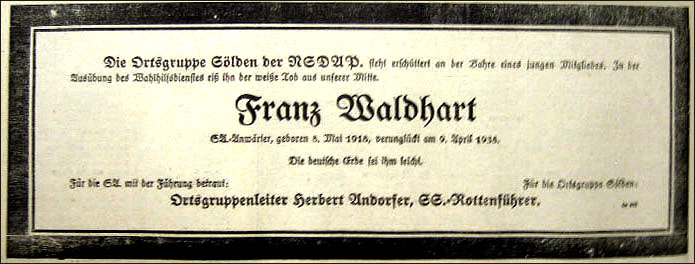 Die Ortsgruppe Sölden der NSDAP. steht erschüttert an der Bahre eines jungen Mitgliedes. In der
Ausübung des Wahlhilfsdienstes riß ihn der weiße Tod aus unserer Mitte.
Franz Waldhart
SA.-Anwärter, geboren 8. Mai 1918, verunglückt am 9. April 1938.
Die deutsche Erde sei ihm leicht.
Für die SA. mit der Führung betraut: Für die Ortsgruppe Sölden:
Ortsgruppenleiter Herbert Andorfer, SS.-Rottenführer.